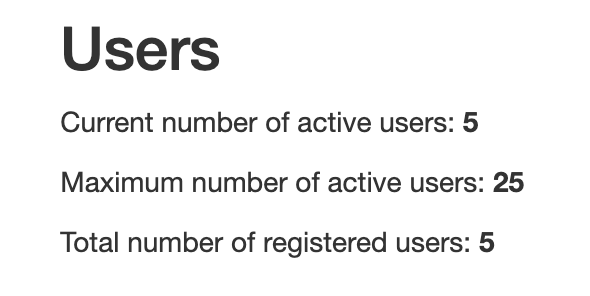 Users
Current number of active users: 5
Maximum number of active users: 25
Total number of registered users: 5